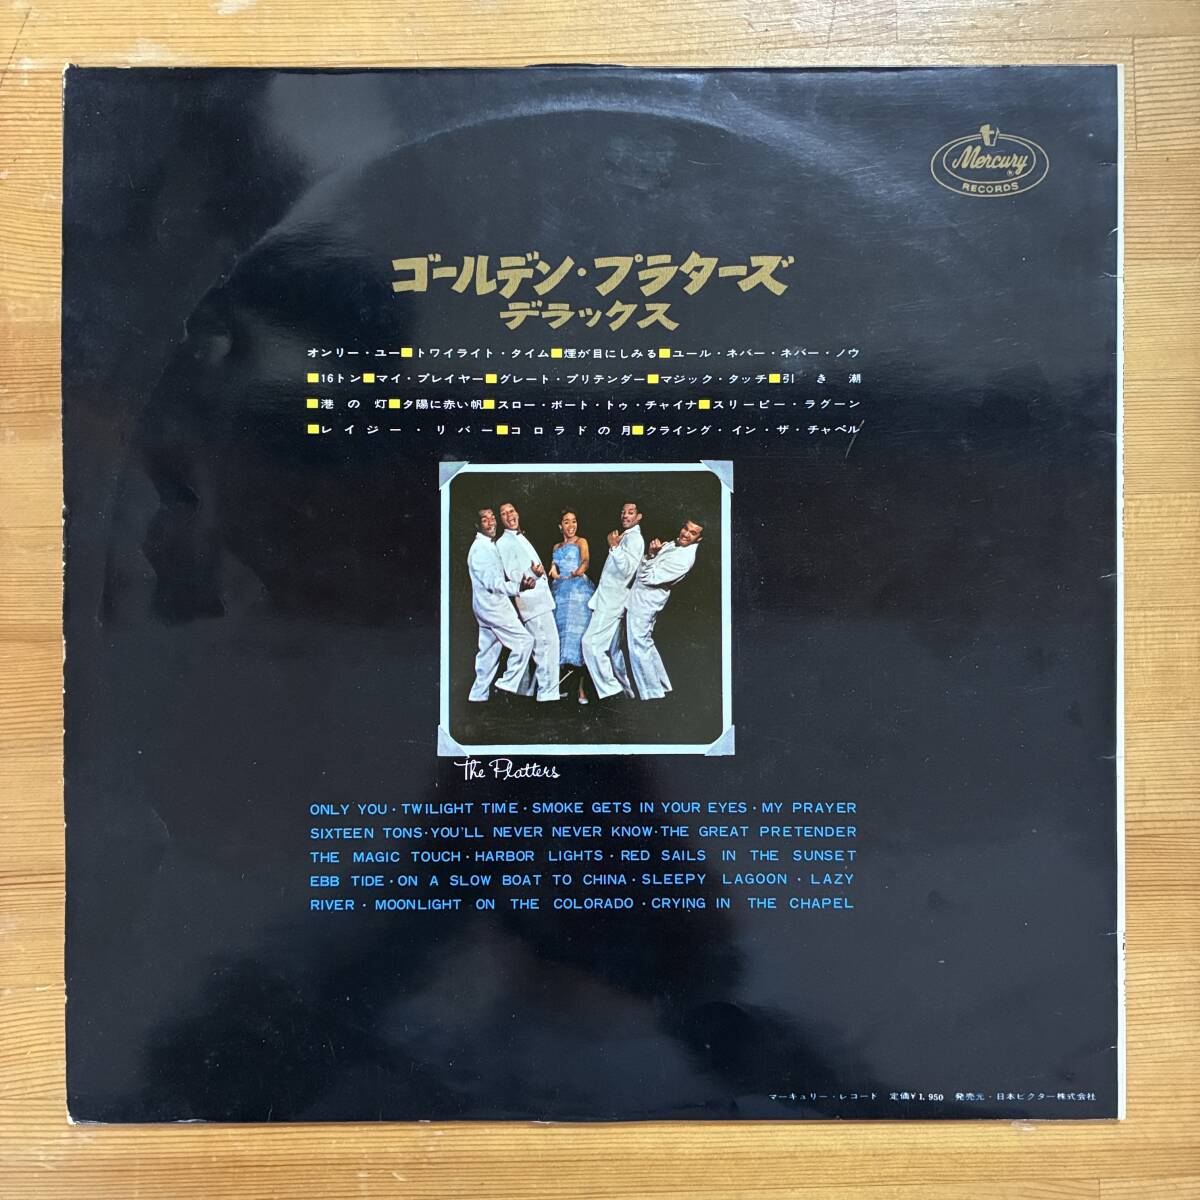 Mercury
RECORDS
ゴールデン・プラターズ
デラックス
オンリー・ユー■トワイライト・タイム■煙が目にしみる■ユール・ネバー・ネバー・ノウ
■16トン■マイ・プレイヤー■グレート・プリテンダー■マジック・タッチ■引き潮
■港の灯■夕陽に赤い帆■スロー・ボート・トゥ・チャイナ■スリーピー・ラグーン
■レイジー・リバー■コロラドの月■クライング・イン・ザ・チャペル
The Platters
ONLY YOU・TWILIGHT TIME・SMOKE GETS IN YOUR EYES・MY PRAYER
SIXTEEN TONS・YOU'LL NEVER NEVER KNOW・THE GREAT PRETENDER
THE MAGIC TOUCH・HARBOR LIGHTS・RED SAILS IN THE SUNSET
EBB TIDE・ON A SLOW BOAT TO CHINA・SLEEPY LAGOON・LAZY
RIVER・MOONLIGHT ON THE COLORADO・CRYING IN THE CHAPEL
マーキュリー・レコード 定価¥1,950 発売元・日本ビクター株式会社